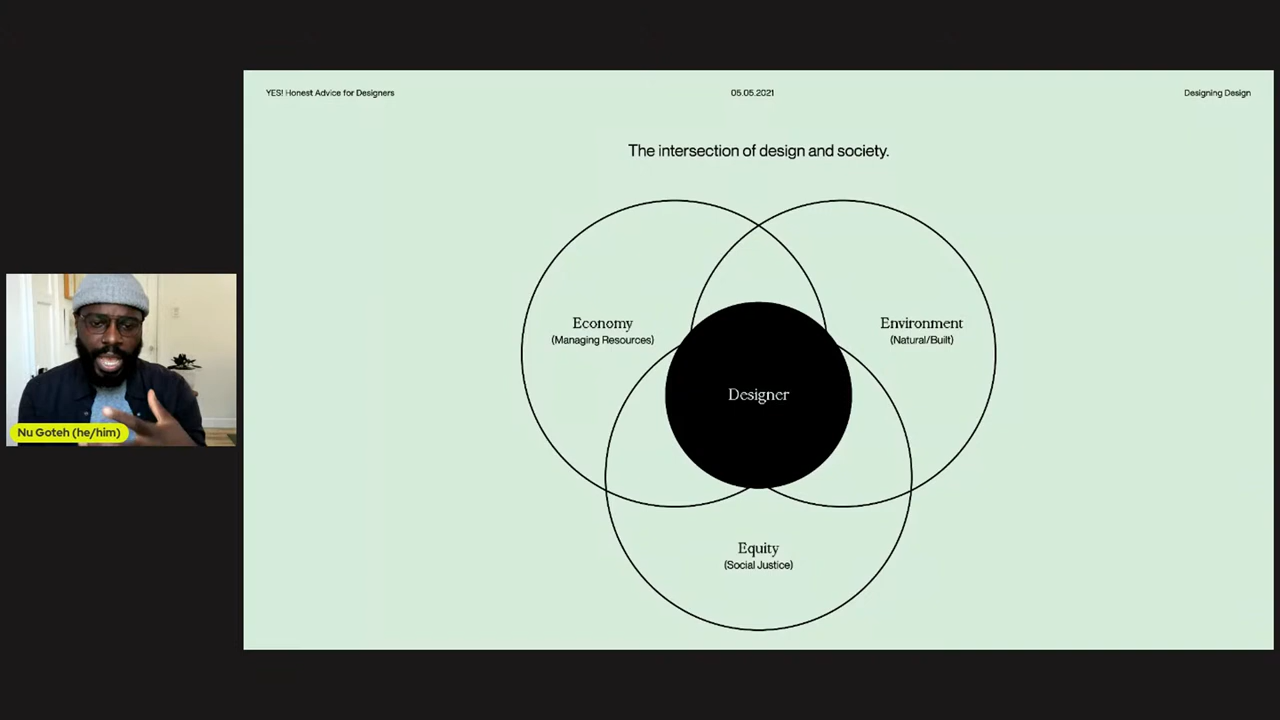 YES! Honest Advice for Designers
05.05.2021
Designing Design
The intersection of design and society.
Economy
(Managing Resources)
Environment
(Natural/Built)
Designer
Equity
(Social Justice)
Nu Goteh (he/him)